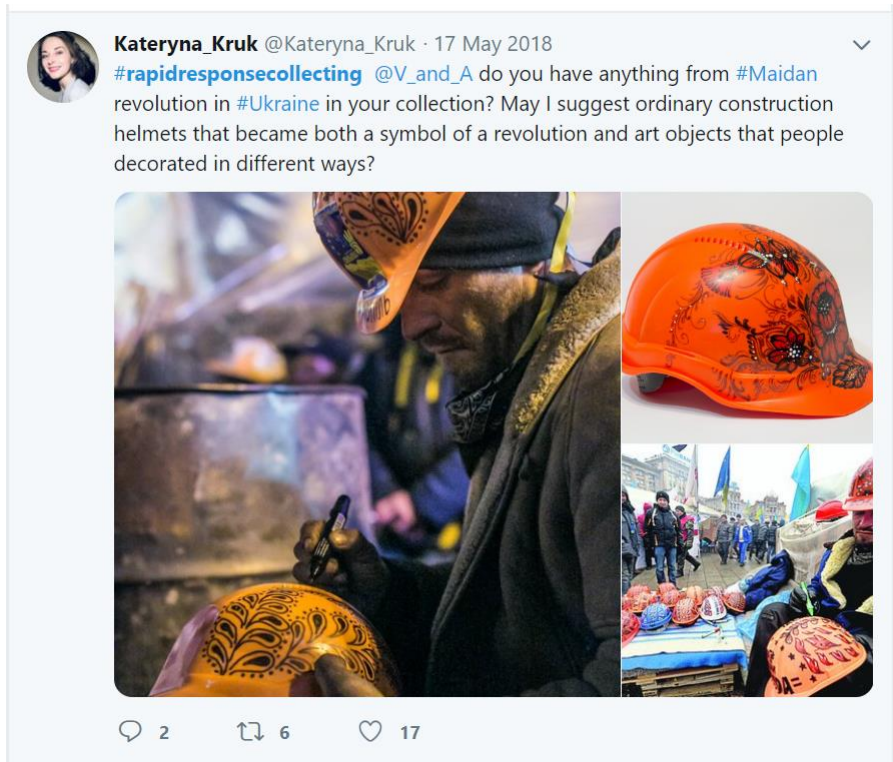 Kateryna_Kruk @Kateryna_Kruk · 17 May 2018
#rapidresponsecollecting @V_and_A do you have anything from #Maidan
revolution in #Ukraine in your collection? May I suggest ordinary construction
helmets that became both a symbol of a revolution and art objects that people
decorated in different ways?
2 6 17